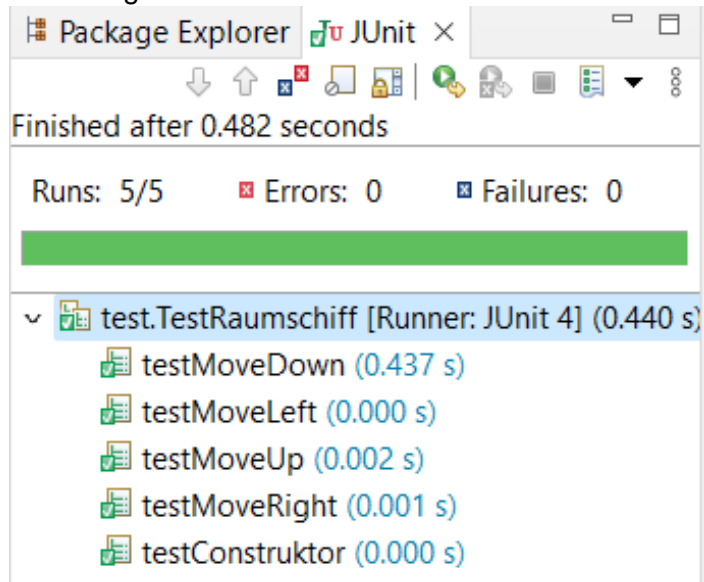 Package Explorer JUnit
Finished after 0.482 seconds
Runs: 5/5 Errors: 0 Failures: 0
test.TestRaumschiff [Runner: JUnit 4] (0.440 s)
testMoveDown (0.437 s)
testMoveLeft (0.000 s)
testMoveUp (0.002 s)
testMoveRight (0.001 s)
testConstruktor (0.000 s)